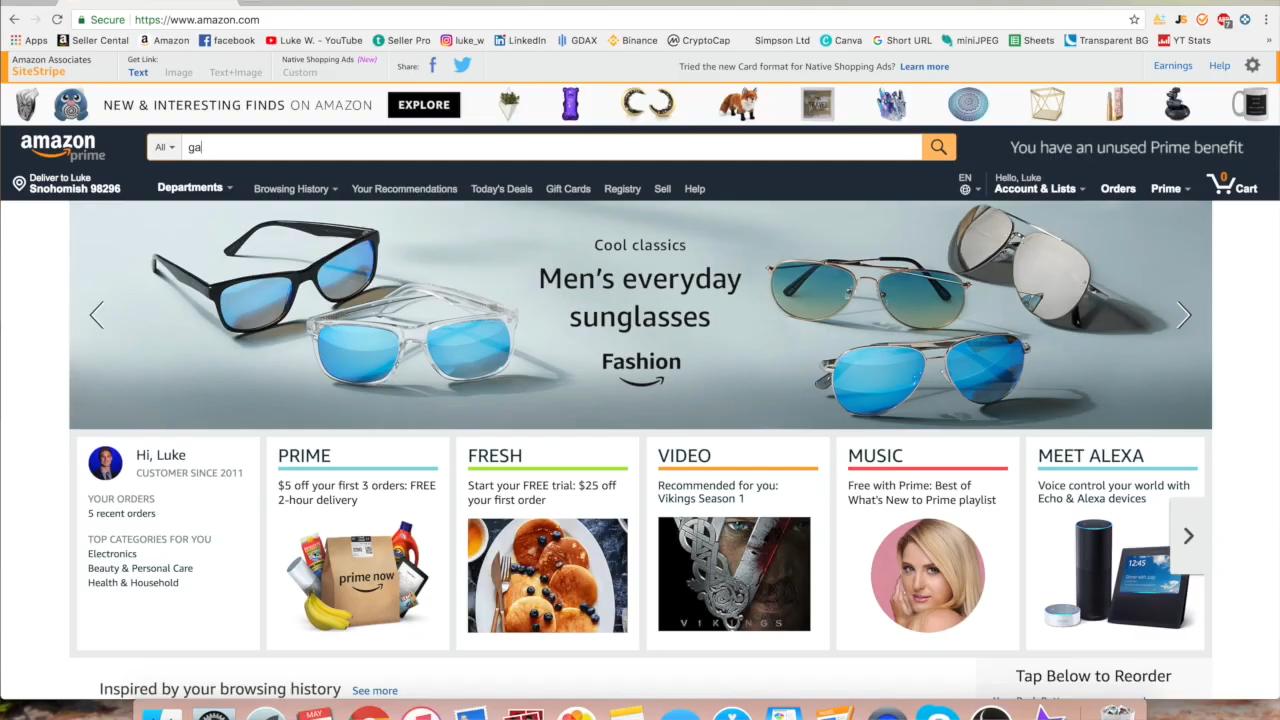 Secure https://www.amazon.com
Apps Seller Cental Amazon facebook Luke W. - YouTube Seller Pro luke_w LinkedIn GDAX Binance CryptoCap Simpson Ltd Canva Short URL miniJPEG Sheets Transparent BG YT Stats »
Amazon Associates
SiteStripe
Get Link:
Text Image Text+Image
Native Shopping Ads (New)
Custom
Share:
Tried the new Card format for Native Shopping Ads? Learn more
Earnings Help
NEW & INTERESTING FINDS ON AMAZON EXPLORE
amazon
prime
All ga
You have an unused Prime benefit
Deliver to Luke
Snohomish 98296
Departments Browsing History Your Recommendations Today's Deals Gift Cards Registry Sell Help
EN
Hello, Luke
Account & Lists Orders Prime
0
Cart
Cool classics
Men's everyday
sunglasses
Fashion
Hi, Luke
CUSTOMER SINCE 2011
YOUR ORDERS
5 recent orders
TOP CATEGORIES FOR YOU
Electronics
Beauty & Personal Care
Health & Household
PRIME
$5 off your first 3 orders: FREE
2-hour delivery
prime now
FRESH
Start your FREE trial: $25 off
your first order
VIDEO
Recommended for you:
Vikings Season 1
VIKINGS
MUSIC
Free with Prime: Best of
What's New to Prime playlist
MEET ALEXA
Voice control your world with
Echo & Alexa devices
12:45
Inspired by your browsing history See more
Tap Below to Reorder
MAY